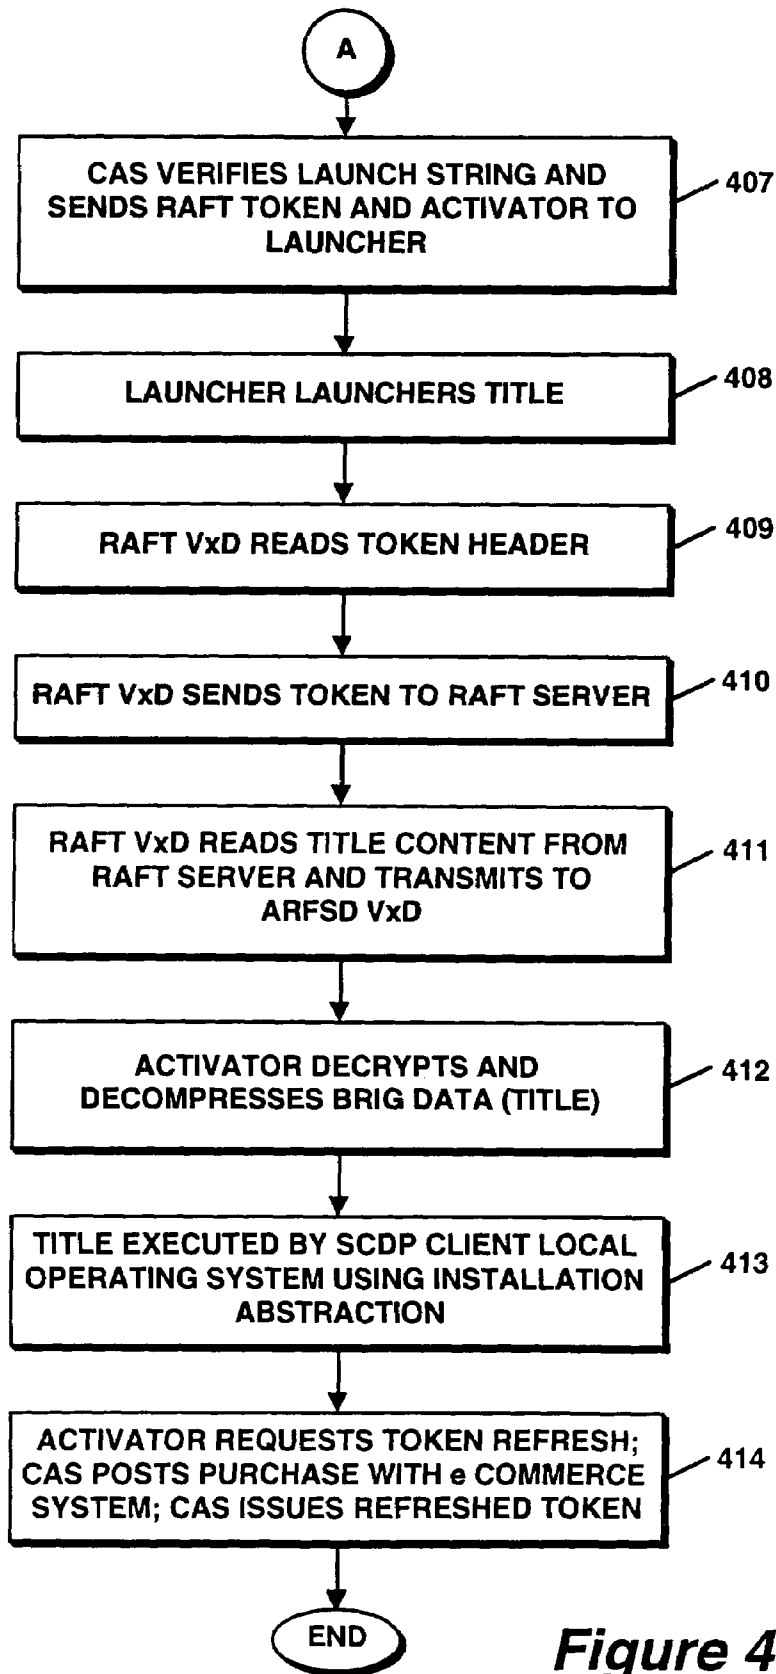 A
CAS VERIFIES LAUNCH STRING AND
SENDS RAFT TOKEN AND ACTIVATOR TO
LAUNCHER
407
LAUNCHER LAUNCHERS TITLE
408
RAFT VxD READS TOKEN HEADER
409
RAFT VxD SENDS TOKEN TO RAFT SERVER
410
RAFT VxD READS TITLE CONTENT FROM
RAFT SERVER AND TRANSMITS TO
ARFSD VxD
411
ACTIVATOR DECRYPTS AND
DECOMPRESSES BRIG DATA (TITLE)
412
TITLE EXECUTED BY SCDP CLIENT LOCAL
OPERATING SYSTEM USING INSTALLATION
ABSTRACTION
413
ACTIVATOR REQUESTS TOKEN REFRESH;
CAS POSTS PURCHASE WITH e COMMERCE
SYSTEM; CAS ISSUES REFRESHED TOKEN
414
END
Figure 4